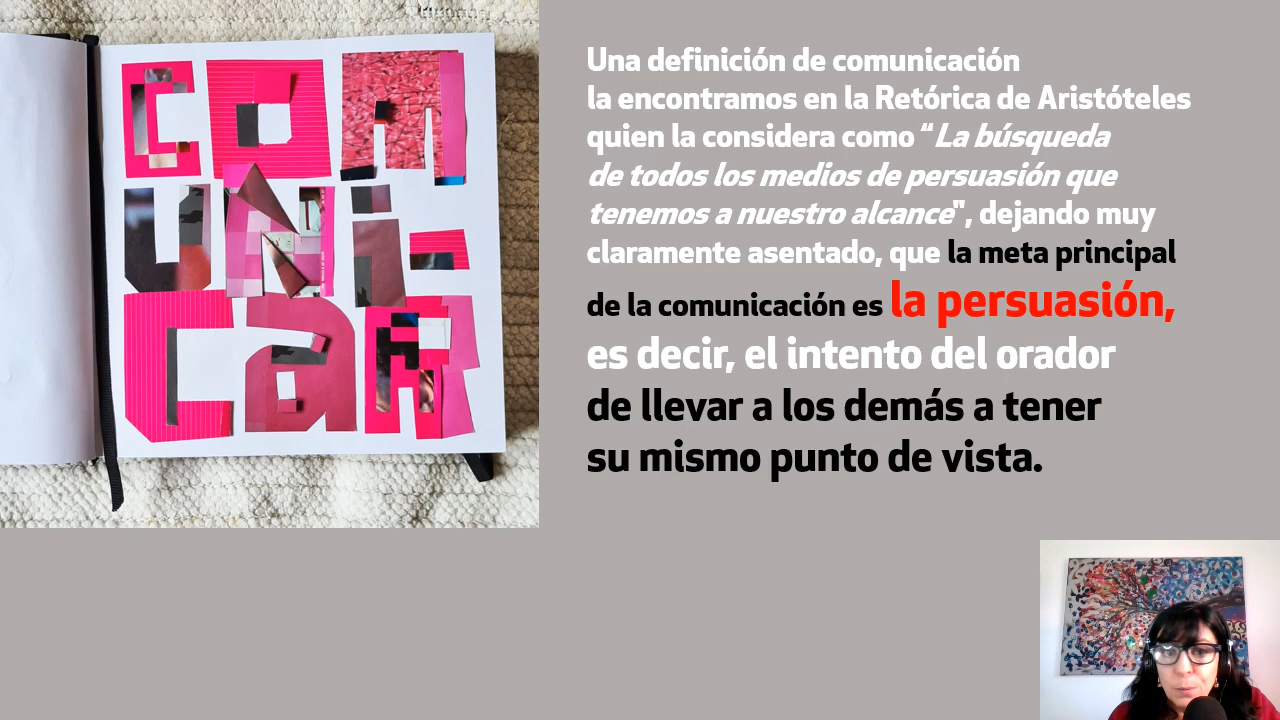 COM
UNI-
CaR
Una definición de comunicación
la encontramos en la Retórica de Aristóteles
quien la considera como “La búsqueda
de todos los medios de persuasión que
tenemos a nuestro alcance", dejando muy
claramente asentado, que la meta principal
de la comunicación es la persuasión,
es decir, el intento del orador
de llevar a los demás a tener
su mismo punto de vista.